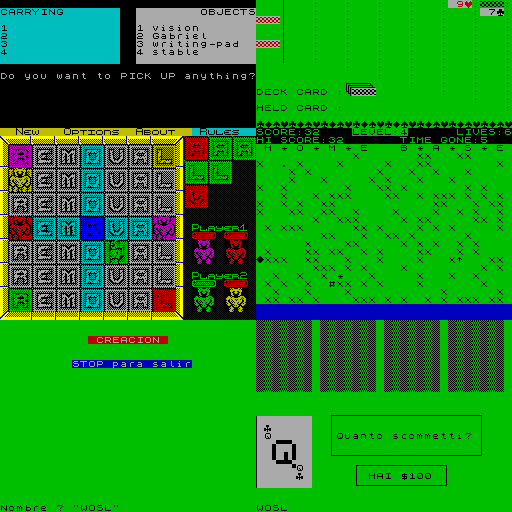 CARRYING
OBJECTS
1
2
3
4
1 vision
2 Gabriel
3 writing-pad
4 stable
Do you want to PICK UP anything?
9♥
7♣
DECK CARD :
HELD CARD :
New Options About Rules
REMOVAL
REMOVAL
REMOVAL
REMOVAL
REMOVAL
REMOVAL
PLAYER1
PLAYER2
SCORE:32 LEVEL:4 LIVES:6
HI SCORE:32 TIME GONE:5
H * O * M * E B * A * S * E
CREACION
STOP para salir
Nombre ? "WOSL"
Q
Quanto scommetti?
HAI $100
WOSL